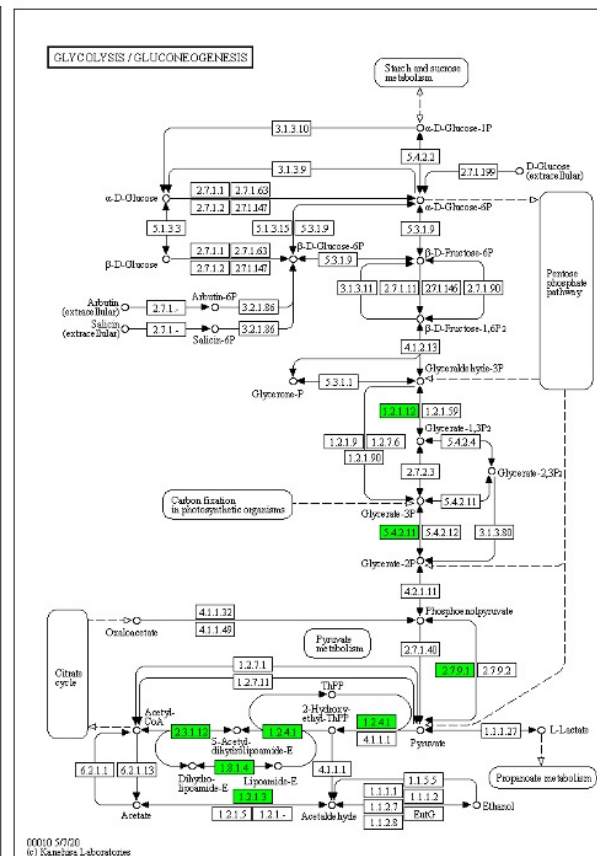 GLYCOLYSIS / GLUCONEOGENESIS
Starch and sucrose
metabolism
3.1.3.10
α-D-Glucose-1P
3.1.3.9
5.4.2.2
2.7.1.199
D-Glucose
(extracellular)
α-D-Glucose
2.7.1.1
2.7.1.63
2.7.1.2
2.7.1.147
α-D-Glucose-6P
5.1.3.3
5.1.3.15
5.3.1.9
5.3.1.9
β-D-Glucose-6P
β-D-Fructose-6P
β-D-Glucose
2.7.1.1
2.7.1.63
2.7.1.2
2.7.1.147
5.3.1.9
Pentose
phosphate
pathway
3.1.3.11
2.7.1.11
2.7.1.146
2.7.1.90
Arbutin
(extracellular)
2.7.1.-
Arbutin-6P
3.2.1.86
Salicin
(extracellular)
2.7.1.-
Salicin-6P
3.2.1.86
β-D-Fructose-1,6P2
4.1.2.13
Glyceraldehyde-3P
Glycerone-P
5.3.1.1
1.2.1.12
1.2.1.59
Glycerate-1,3P2
1.2.1.9
1.2.7.6
1.2.1.90
5.4.2.4
2.7.2.3
Glycerate-2,3P2
Carbon fixation
in photosynthetic organisms
5.4.2.11
Glycerate-3P
5.4.2.11
5.4.2.12
3.1.3.80
Glycerate-2P
4.2.1.11
4.1.1.32
4.1.1.49
Oxaloacetate
Phosphoenolpyruvate
Pyruvate
metabolism
2.7.1.40
Citrate
cycle
1.2.7.1
1.2.7.11
2.7.9.1
2.7.9.2
ThPP
Acetyl-
CoA
2.3.1.12
S-Acetyl-
dihydrolipoamide-E
1.2.4.1
2-Hydroxy-
ethyl-ThPP
1.2.4.1
4.1.1.1
Pyruvate
1.1.1.27
L-Lactate
1.8.1.4
Dihydro-
lipoamide-E
Lipoamide-E
6.2.1.1
6.2.1.13
4.1.1.1
Propanoate metabolism
1.2.1.3
Acetate
1.2.1.5
1.2.1.-
Acetaldehyde
1.1.5.5
1.1.1.1
1.1.1.2
1.1.2.7
EutG
1.1.2.8
Ethanol
00010 5/7/20
(c) Kanehisa Laboratories